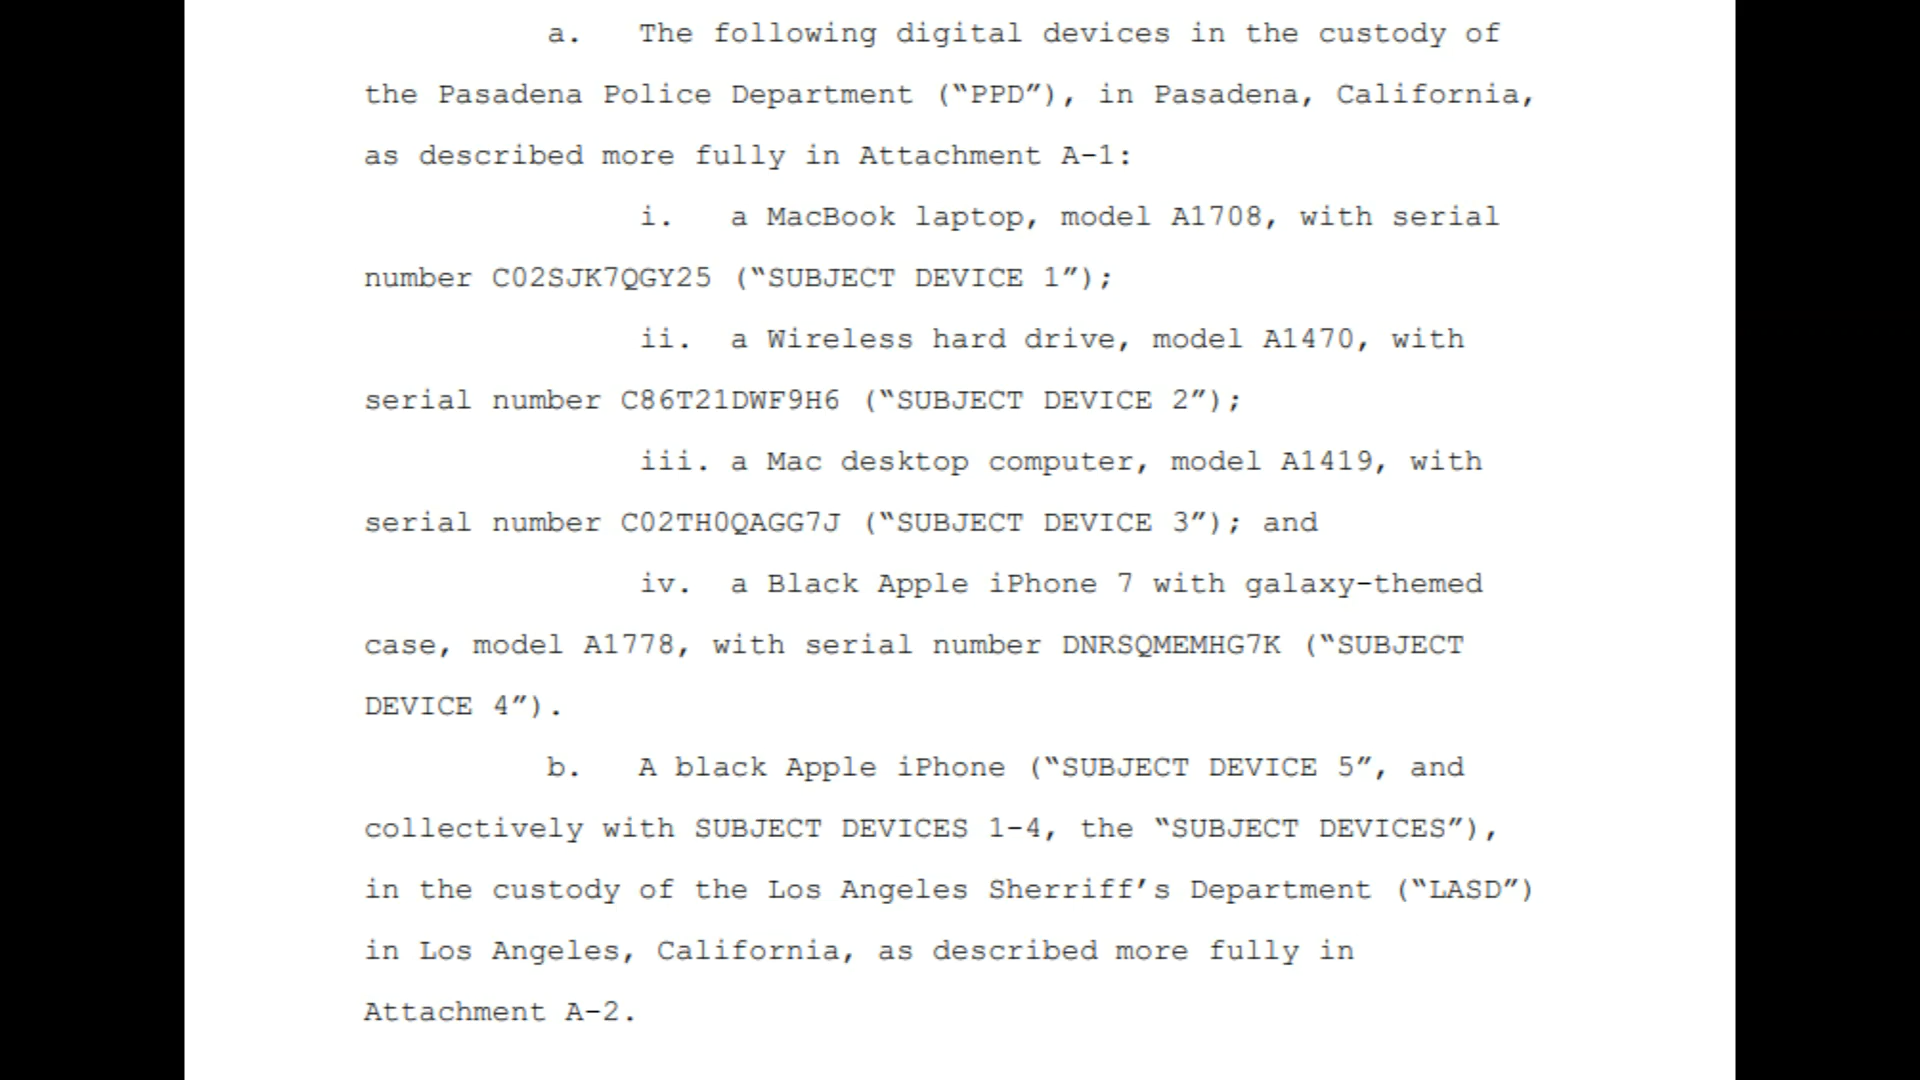 a. The following digital devices in the custody of
the Pasadena Police Department (“PPD”), in Pasadena, California,
as described more fully in Attachment A-1:
i. a MacBook laptop, model A1708, with serial
number C02SJK7QGY25 (“SUBJECT DEVICE 1”);
ii. a Wireless hard drive, model A1470, with
serial number C86T21DWF9H6 (“SUBJECT DEVICE 2”);
iii. a Mac desktop computer, model A1419, with
serial number C02TH0QAGG7J (“SUBJECT DEVICE 3”); and
iv. a Black Apple iPhone 7 with galaxy-themed
case, model A1778, with serial number DNRSQMEMHG7K (“SUBJECT
DEVICE 4”).
b. A black Apple iPhone (“SUBJECT DEVICE 5”, and
collectively with SUBJECT DEVICES 1-4, the “SUBJECT DEVICES”),
in the custody of the Los Angeles Sherriff’s Department (“LASD”)
in Los Angeles, California, as described more fully in
Attachment A-2.